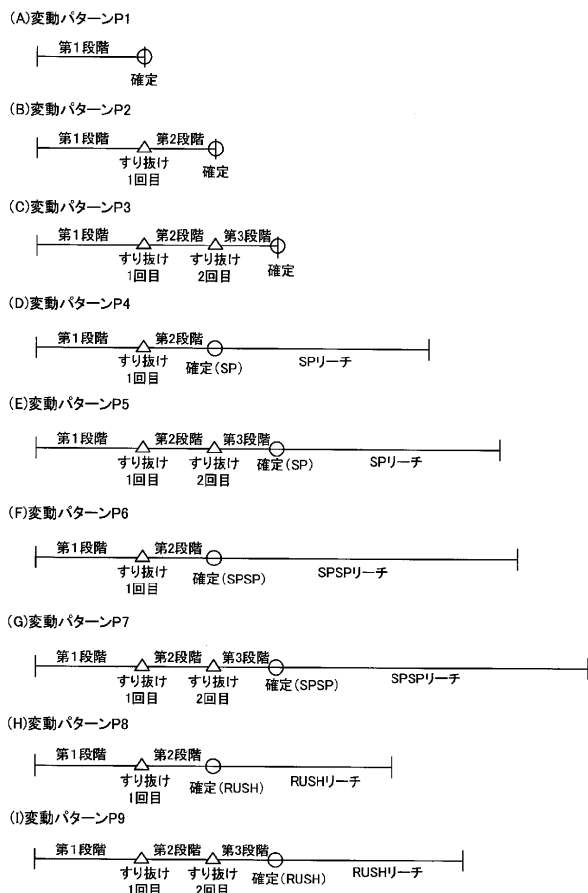 (A)変動パターンP1
第1段階
確定
(B)変動パターンP2
第1段階 第2段階
すり抜け 確定
1回目
(C)変動パターンP3
第1段階 第2段階 第3段階
すり抜け すり抜け 確定
1回目 2回目
(D)変動パターンP4
第1段階 第2段階
すり抜け 確定(SP) SPリーチ
1回目
(E)変動パターンP5
第1段階 第2段階 第3段階
すり抜け すり抜け 確定(SP) SPリーチ
1回目 2回目
(F)変動パターンP6
第1段階 第2段階
すり抜け 確定(SPSP) SPSPリーチ
1回目
(G)変動パターンP7
第1段階 第2段階 第3段階
すり抜け すり抜け 確定(SPSP) SPSPリーチ
1回目 2回目
(H)変動パターンP8
第1段階 第2段階
すり抜け 確定(RUSH) RUSHリーチ
1回目
(I)変動パターンP9
第1段階 第2段階 第3段階
すり抜け すり抜け 確定(RUSH) RUSHリーチ
1回目 2回目